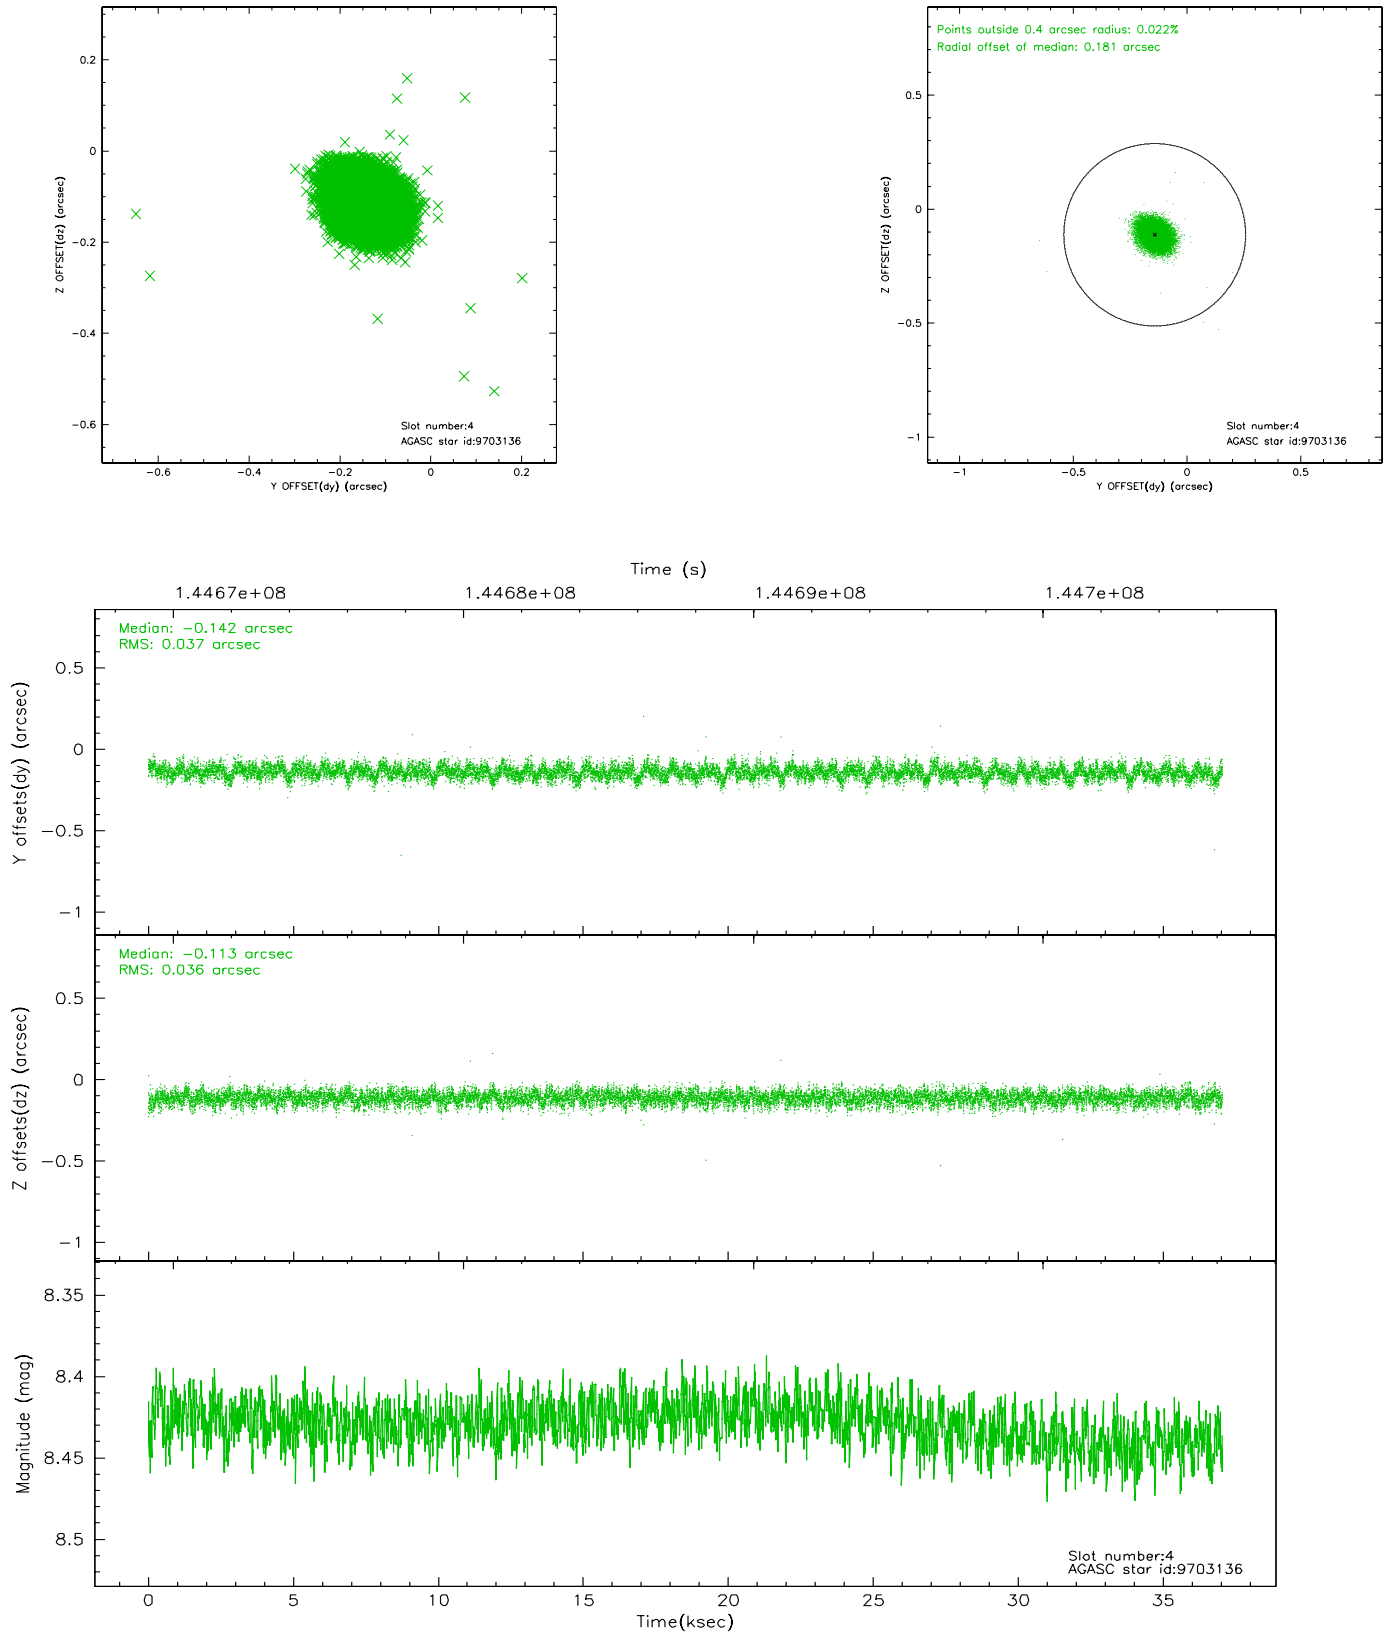 0.2
0
-0.2
-0.4
-0.6
Z OFFSET(dz) (arcsec)
Slot number:4
AGASC star id:9703136
-0.6 -0.4 -0.2 0 0.2
Y OFFSET(dy) (arcsec)
Points outside 0.4 arcsec radius: 0.022%
Radial offset of median: 0.181 arcsec
0.5
0
-0.5
-1
Z OFFSET(dz) (arcsec)
Slot number:4
AGASC star id:9703136
-1 -0.5 0 0.5
Y OFFSET(dy) (arcsec)
Time (s)
1.4467e+08 1.4468e+08 1.4469e+08 1.447e+08
Median: -0.142 arcsec
RMS: 0.037 arcsec
0.5
0
-0.5
-1
Y offsets(dy) (arcsec)
Median: -0.113 arcsec
RMS: 0.036 arcsec
0.5
0
-0.5
-1
Z offsets(dz) (arcsec)
8.35
8.4
8.45
8.5
Magnitude (mag)
Slot number:4
AGASC star id:9703136
0 5 10 15 20 25 30 35
Time(ksec)